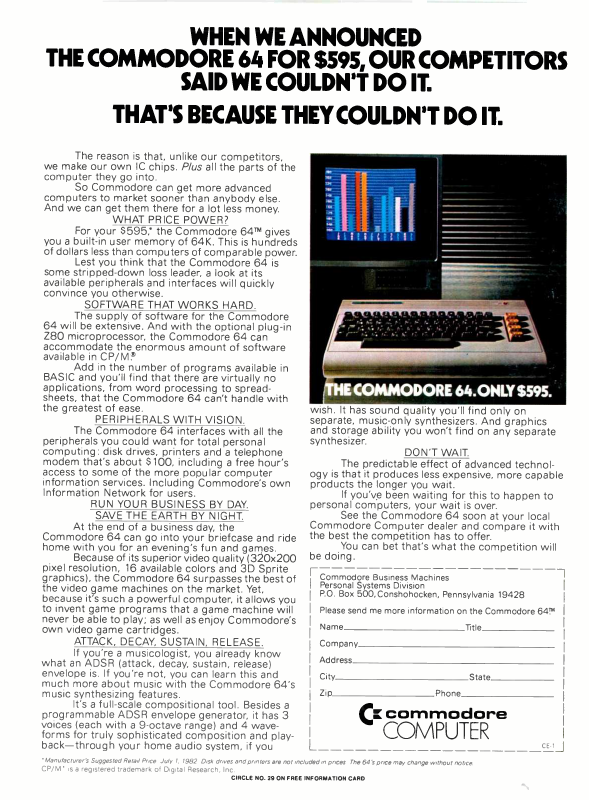 WHEN WE ANNOUNCED
THE COMMODORE 64 FOR $595, OUR COMPETITORS
SAID WE COULDN'T DO IT.
THAT'S BECAUSE THEY COULDN'T DO IT.
The reason is that, unlike our competitors,
we make our own IC chips. Plus all the parts of the
computer they go into.
So Commodore can get more advanced
computers to market sooner than anybody else.
And we can get them there for a lot less money.
WHAT PRICE POWER?
For your $595,* the Commodore 64™ gives
you a built-in user memory of 64K. This is hundreds
of dollars less than computers of comparable power.
Lest you think that the Commodore 64 is
some stripped-down loss leader, a look at its
available peripherals and interfaces will quickly
convince you otherwise.
SOFTWARE THAT WORKS HARD.
The supply of software for the Commodore
64 will be extensive. And with the optional plug-in
Z80 microprocessor, the Commodore 64 can
accommodate the enormous amount of software
available in CP/M.®
Add in the number of programs available in
BASIC and you'll find that there are virtually no
applications, from word processing to spread-
sheets, that the Commodore 64 can't handle with
the greatest of ease.
PERIPHERALS WITH VISION.
The Commodore 64 interfaces with all the
peripherals you could want for total personal
computing: disk drives, printers and a telephone
modem that's about $100, including a free hour's
access to some of the more popular computer
information services. Including Commodore's own
Information Network for users.
RUN YOUR BUSINESS BY DAY.
SAVE THE EARTH BY NIGHT.
At the end of a business day, the
Commodore 64 can go into your briefcase and ride
home with you for an evening's fun and games.
Because of its superior video quality (320x200
pixel resolution, 16 available colors and 3D Sprite
graphics), the Commodore 64 surpasses the best of
the video game machines on the market. Yet,
because it's such a powerful computer, it allows you
to invent game programs that a game machine will
never be able to play; as well as enjoy Commodore's
own video game cartridges.
ATTACK, DECAY, SUSTAIN, RELEASE.
If you're a musicologist, you already know
what an ADSR (attack, decay, sustain, release)
envelope is. If you're not, you can learn this and
much more about music with the Commodore 64's
music synthesizing features.
It's a full-scale compositional tool. Besides a
programmable ADSR envelope generator, it has 3
voices (each with a 9-octave range) and 4 wave-
forms for truly sophisticated composition and play-
back—through your home audio system, if you
THE COMMODORE 64. ONLY $595.
wish. It has sound quality you'll find only on
separate, music-only synthesizers. And graphics
and storage ability you won't find on any separate
synthesizer.
DON'T WAIT.
The predictable effect of advanced technol-
ogy is that it produces less expensive, more capable
products the longer you wait.
If you've been waiting for this to happen to
personal computers, your wait is over.
See the Commodore 64 soon at your local
Commodore Computer dealer and compare it with
the best the competition has to offer.
You can bet that's what the competition will
be doing.
Commodore Business Machines
Personal Systems Division
P.O. Box 500, Conshohocken, Pennsylvania 19428
Please send me more information on the Commodore 64™
Name Title
Company
Address
City State
Zip Phone
commodore
COMPUTER
CE-1
*Manufacturer's Suggested Retail Price July 1, 1982. Disk drives and printers are not included in prices. The 64's price may change without notice.
CP/M® is a registered trademark of Digital Research, Inc.
CIRCLE NO. 29 ON FREE INFORMATION CARD